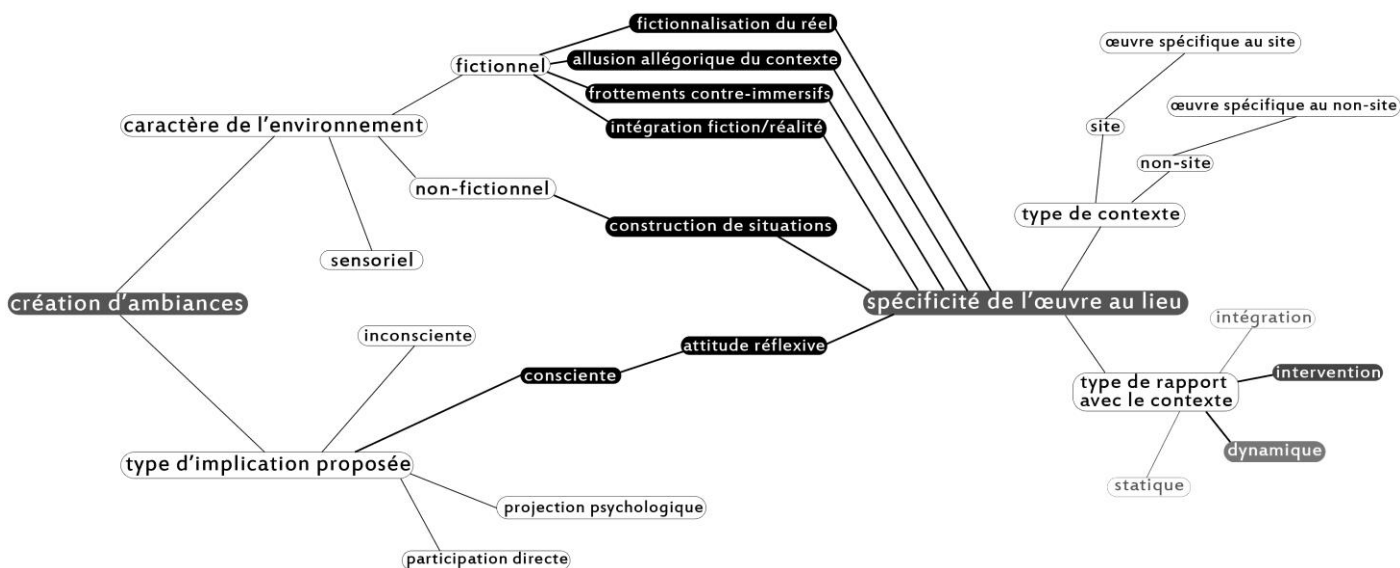 fictionnalisation du réel
allusion allégorique du contexte
frottements contre-immersifs
intégration fiction/réalité
fictionnel
caractère de l'environnement
non-fictionnel
construction de situations
sensoriel
création d'ambiances
inconsciente
attitude réflexive
consciente
type d'implication proposée
projection psychologique
participation directe
œuvre spécifique au site
œuvre spécifique au non-site
site
non-site
type de contexte
spécificité de l'œuvre au lieu
intégration
intervention
type de rapport
avec le contexte
dynamique
statique